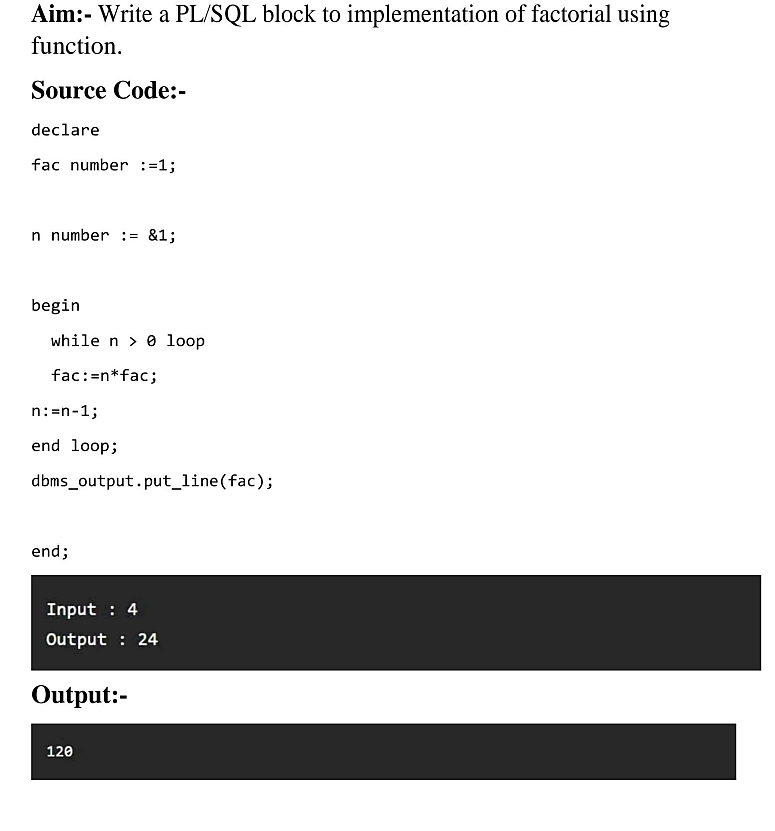 Aim:- Write a PL/SQL block to implementation of factorial using
function.
Source Code:-
declare
fac number :=1;
n number := &1;
begin
while n > 0 loop
fac:=n*fac;
n:=n-1;
end loop;
dbms_output.put_line(fac);
end;
Input : 4
Output : 24
Output:-
120